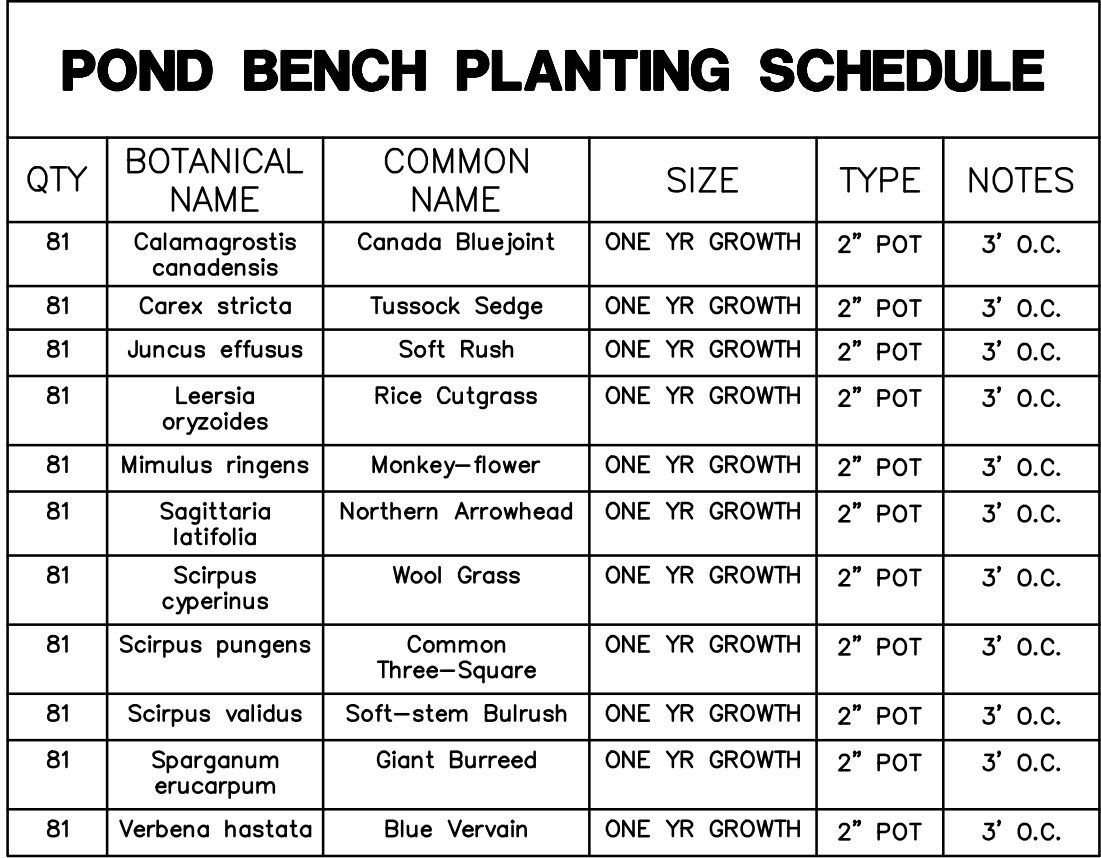 POND BENCH PLANTING SCHEDULE
QTY BOTANICAL NAME COMMON NAME SIZE TYPE NOTES
81 Calamagrostis canadensis Canada Bluejoint ONE YR GROWTH 2" POT 3' O.C.
81 Carex stricta Tussock Sedge ONE YR GROWTH 2" POT 3' O.C.
81 Juncus effusus Soft Rush ONE YR GROWTH 2" POT 3' O.C.
81 Leersia oryzoides Rice Cutgrass ONE YR GROWTH 2" POT 3' O.C.
81 Mimulus ringens Monkey-flower ONE YR GROWTH 2" POT 3' O.C.
81 Sagittaria latifolia Northern Arrowhead ONE YR GROWTH 2" POT 3' O.C.
81 Scirpus cyperinus Wool Grass ONE YR GROWTH 2" POT 3' O.C.
81 Scirpus pungens Common Three-Square ONE YR GROWTH 2" POT 3' O.C.
81 Scirpus validus Soft-stem Bulrush ONE YR GROWTH 2" POT 3' O.C.
81 Sparganum erucarpum Giant Burreed ONE YR GROWTH 2" POT 3' O.C.
81 Verbena hastata Blue Vervain ONE YR GROWTH 2" POT 3' O.C.